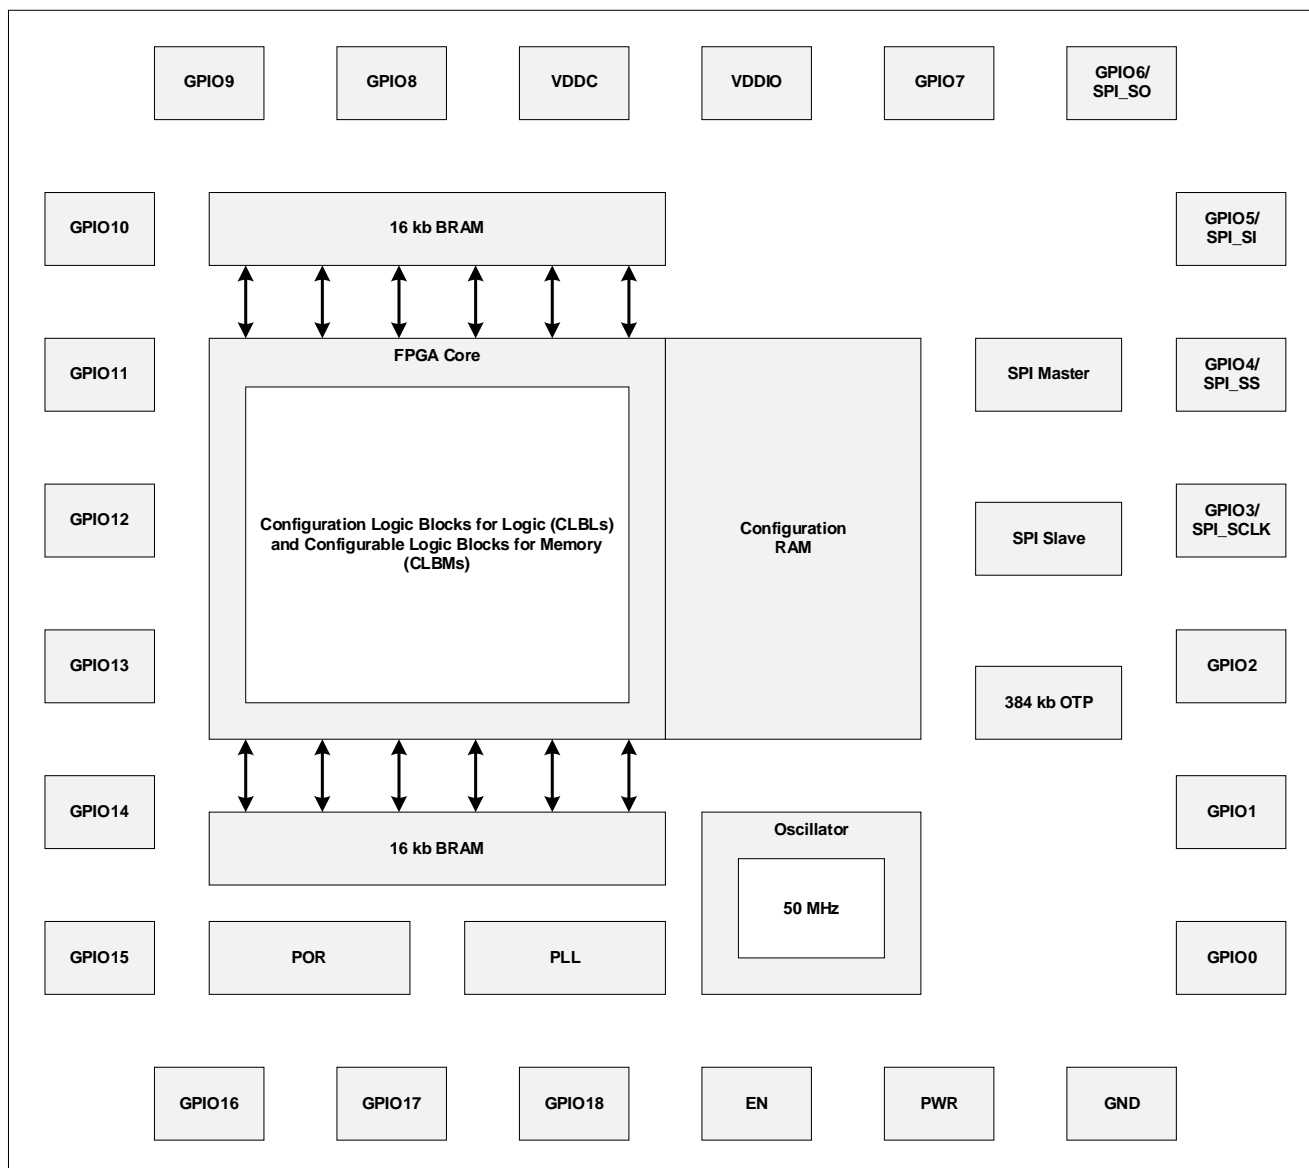 GPIO9
GPIO8
VDDC
VDDIO
GPIO7
GPIO6/
SPI_SO
GPIO10
16 kb BRAM
GPIO5/
SPI_SI
GPIO11
FPGA Core
SPI Master
GPIO4/
SPI_SS
GPIO12
Configuration Logic Blocks for Logic (CLBLs)
and Configurable Logic Blocks for Memory
(CLBMs)
Configuration
RAM
SPI Slave
GPIO3/
SPI_SCLK
GPIO13
384 kb OTP
GPIO2
GPIO14
16 kb BRAM
Oscillator
50 MHz
GPIO1
GPIO15
POR
PLL
GPIO0
GPIO16
GPIO17
GPIO18
EN
PWR
GND